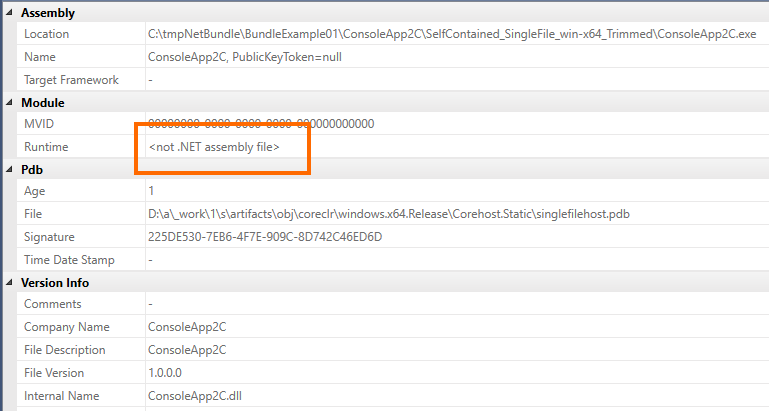 Assembly
Location C:\tmpNetBundle\BundleExample01\ConsoleApp2C\SelfContained_SingleFile_win-x64_Trimmed\ConsoleApp2C.exe
Name ConsoleApp2C, PublicKeyToken=null
Target Framework -
Module
MVID 00000000-0000-0000-0000-000000000000
Runtime <not .NET assembly file>
Pdb
Age 1
File D:\a\_work\1\s\artifacts\obj\coreclr\windows.x64.Release\Corehost.Static\singlefilehost.pdb
Signature 225DE530-7EB6-4F7E-909C-8D742C46ED6D
Time Date Stamp -
Version Info
Comments -
Company Name ConsoleApp2C
File Description ConsoleApp2C
File Version 1.0.0.0
Internal Name ConsoleApp2C.dll